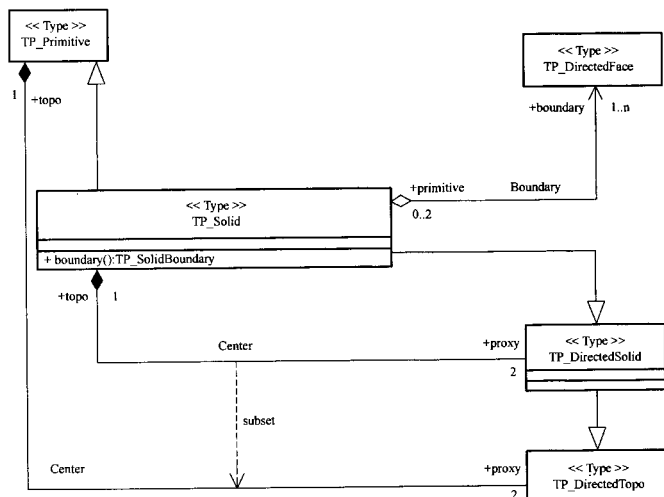 << Type >>
TP_Primitive
1
+topo
<< Type >>
TP_DirectedFace
+boundary
1..n
<< Type >>
TP_Solid
+ boundary():TP_SolidBoundary
+primitive
Boundary
0..2
+topo
1
Center
+proxy
2
<< Type >>
TP_DirectedSolid
subset
Center
+proxy
2
<< Type >>
TP_DirectedTopo